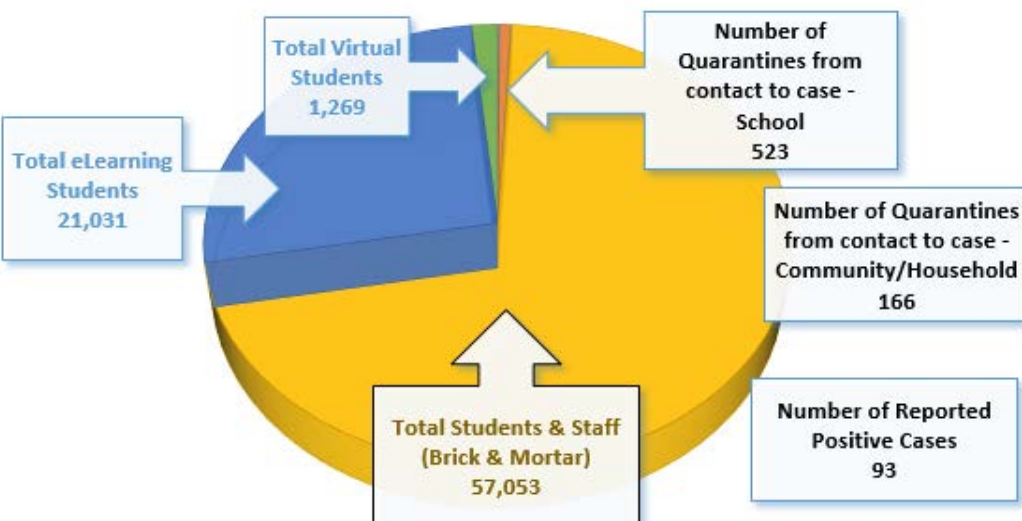 Total Virtual
Students
1,269
Number of
Quarantines from
contact to case -
School
523
Total eLearning
Students
21,031
Number of Quarantines
from contact to case -
Community/Household
166
Total Students & Staff
(Brick & Mortar)
57,053
Number of Reported
Positive Cases
93